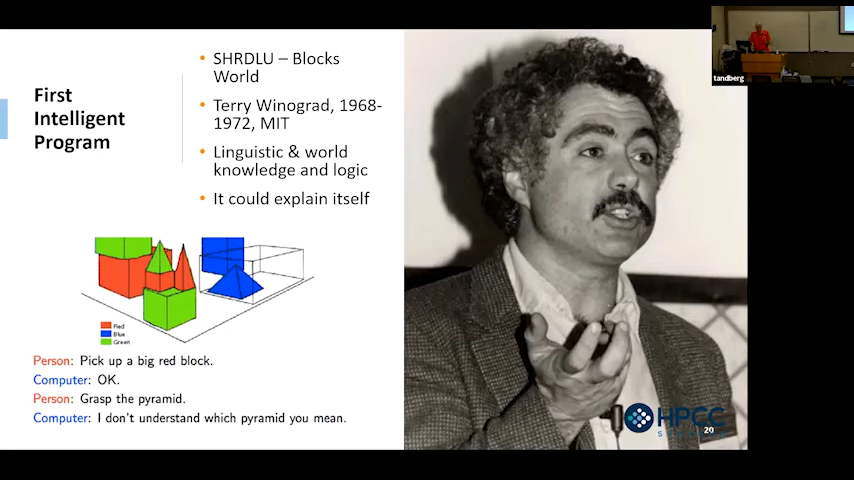 tandberg
First
Intelligent
Program
• SHRDLU – Blocks
World
• Terry Winograd, 1968-
1972, MIT
• Linguistic & world
knowledge and logic
• It could explain itself
Red
Blue
Green
Person: Pick up a big red block.
Computer: OK.
Person: Grasp the pyramid.
Computer: I don't understand which pyramid you mean.
HPCC
20